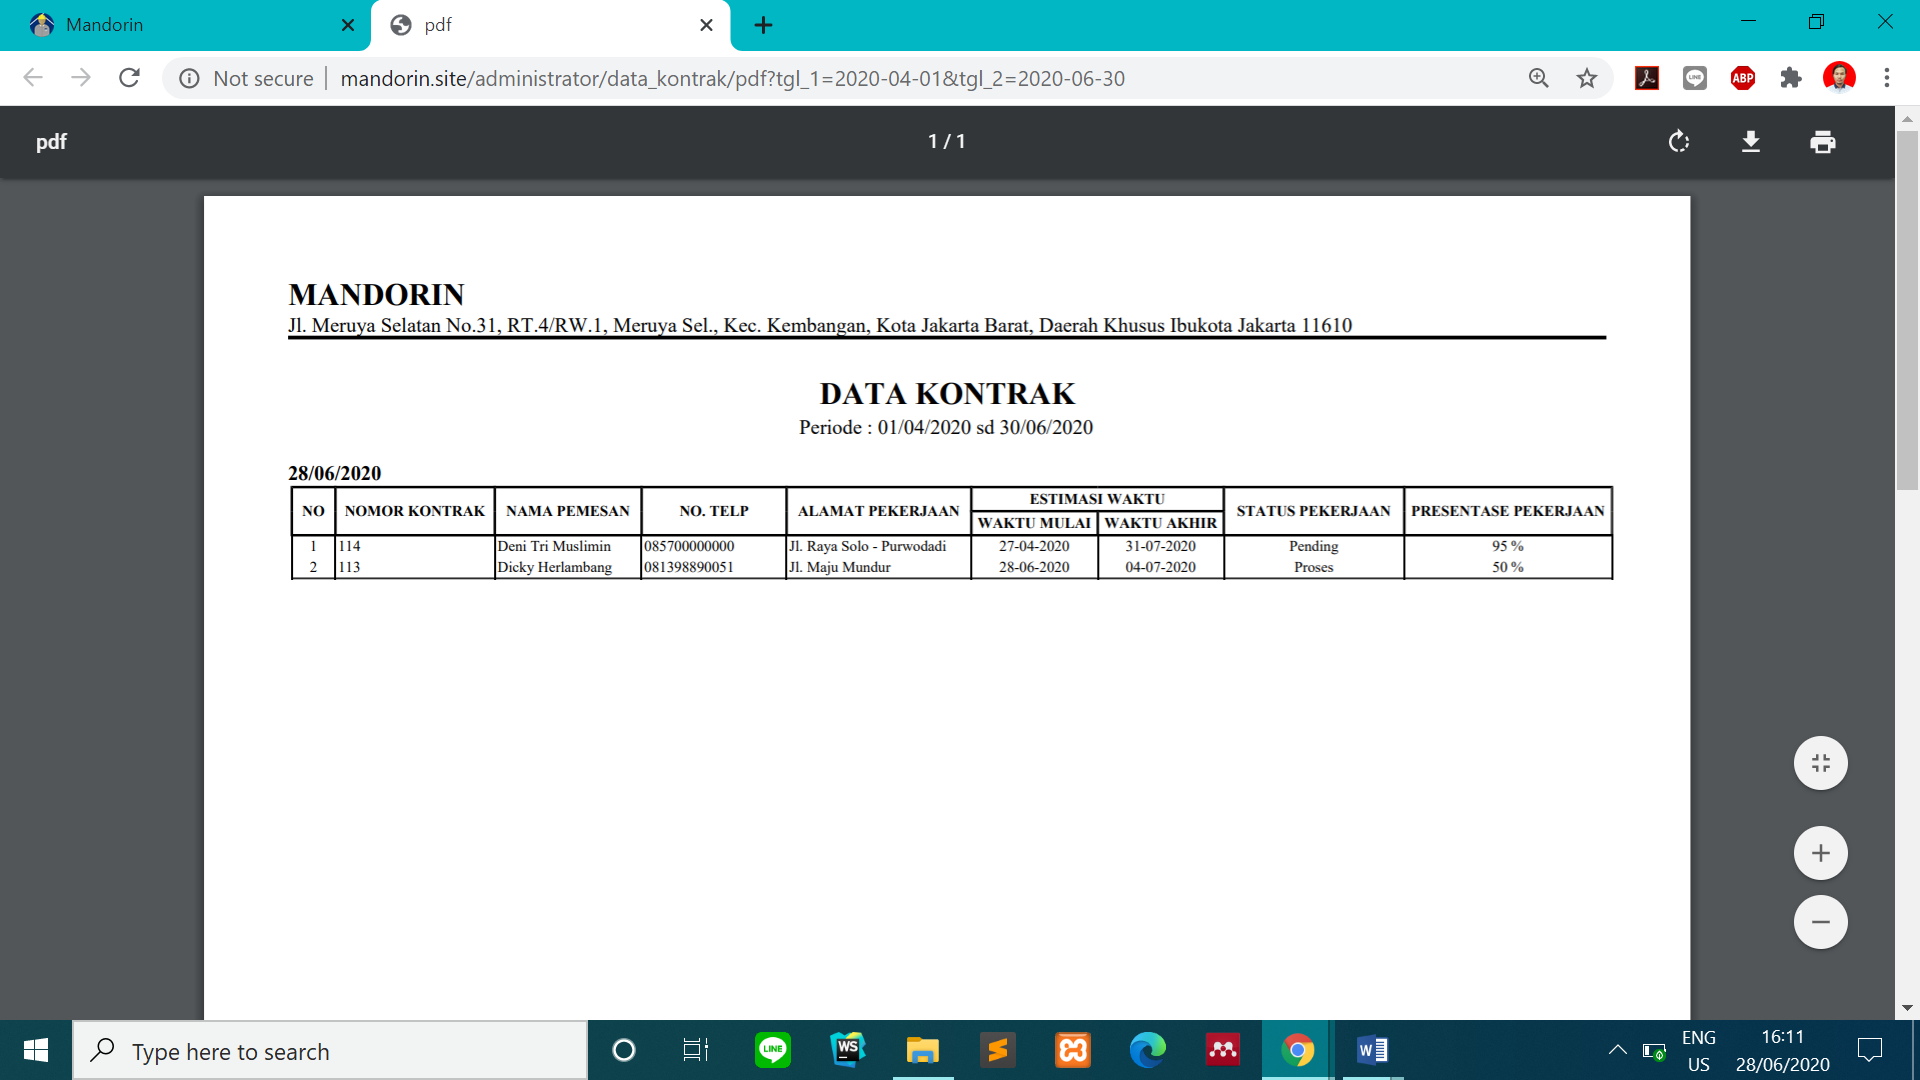 Mandorin
pdf
Not secure
mandorin.site/administrator/data_kontrak/pdf?tgl_1=2020-04-01&tgl_2=2020-06-30
ABP
pdf
1 / 1
MANDORIN
Jl. Meruya Selatan No.31, RT.4/RW.1, Meruya Sel., Kec. Kembangan, Kota Jakarta Barat, Daerah Khusus Ibukota Jakarta 11610
DATA KONTRAK
Periode : 01/04/2020 sd 30/06/2020
28/06/2020
NO NOMOR KONTRAK NAMA PEMESAN NO. TELP ALAMAT PEKERJAAN ESTIMASI WAKTU STATUS PEKERJAAN PRESENTASE PEKERJAAN
WAKTU MULAI WAKTU AKHIR
1 114 Deni Tri Muslimin 085700000000 Jl. Raya Solo - Purwodadi 27-04-2020 31-07-2020 Pending 95 %
2 113 Dicky Herlambang 081398890051 Jl. Maju Mundur 28-06-2020 04-07-2020 Proses 50 %
Type here to search
LINE
WS
W
ENG
US
16:11
28/06/2020